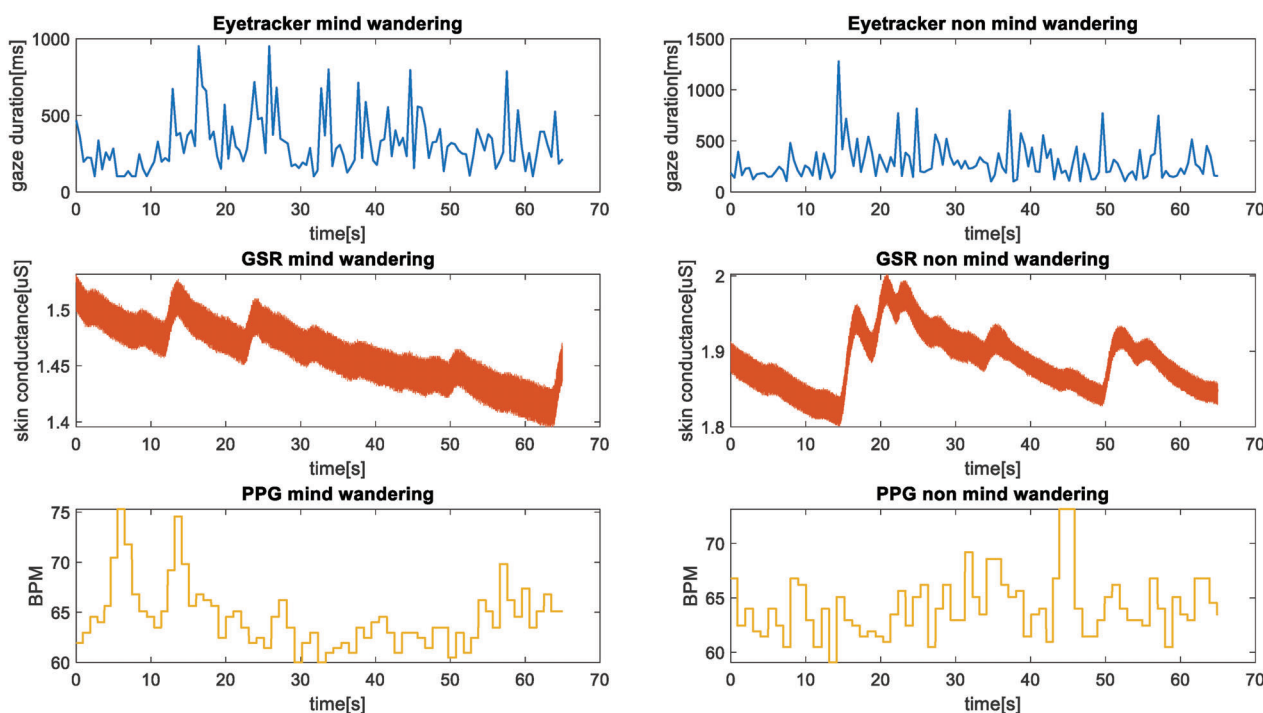 Eyetracker mind wandering
1000
500
0
gaze duration[ms]
0 10 20 30 40 50 60 70
time[s]
Eyetracker non mind wandering
1500
1000
500
0
gaze duration[ms]
0 10 20 30 40 50 60 70
time[s]
GSR mind wandering
1.5
1.45
1.4
skin conductance[uS]
0 10 20 30 40 50 60 70
time[s]
GSR non mind wandering
2
1.9
1.8
skin conductance[uS]
0 10 20 30 40 50 60 70
time[s]
PPG mind wandering
75
70
65
60
BPM
0 10 20 30 40 50 60 70
time[s]
PPG non mind wandering
70
65
60
BPM
0 10 20 30 40 50 60 70
time[s]